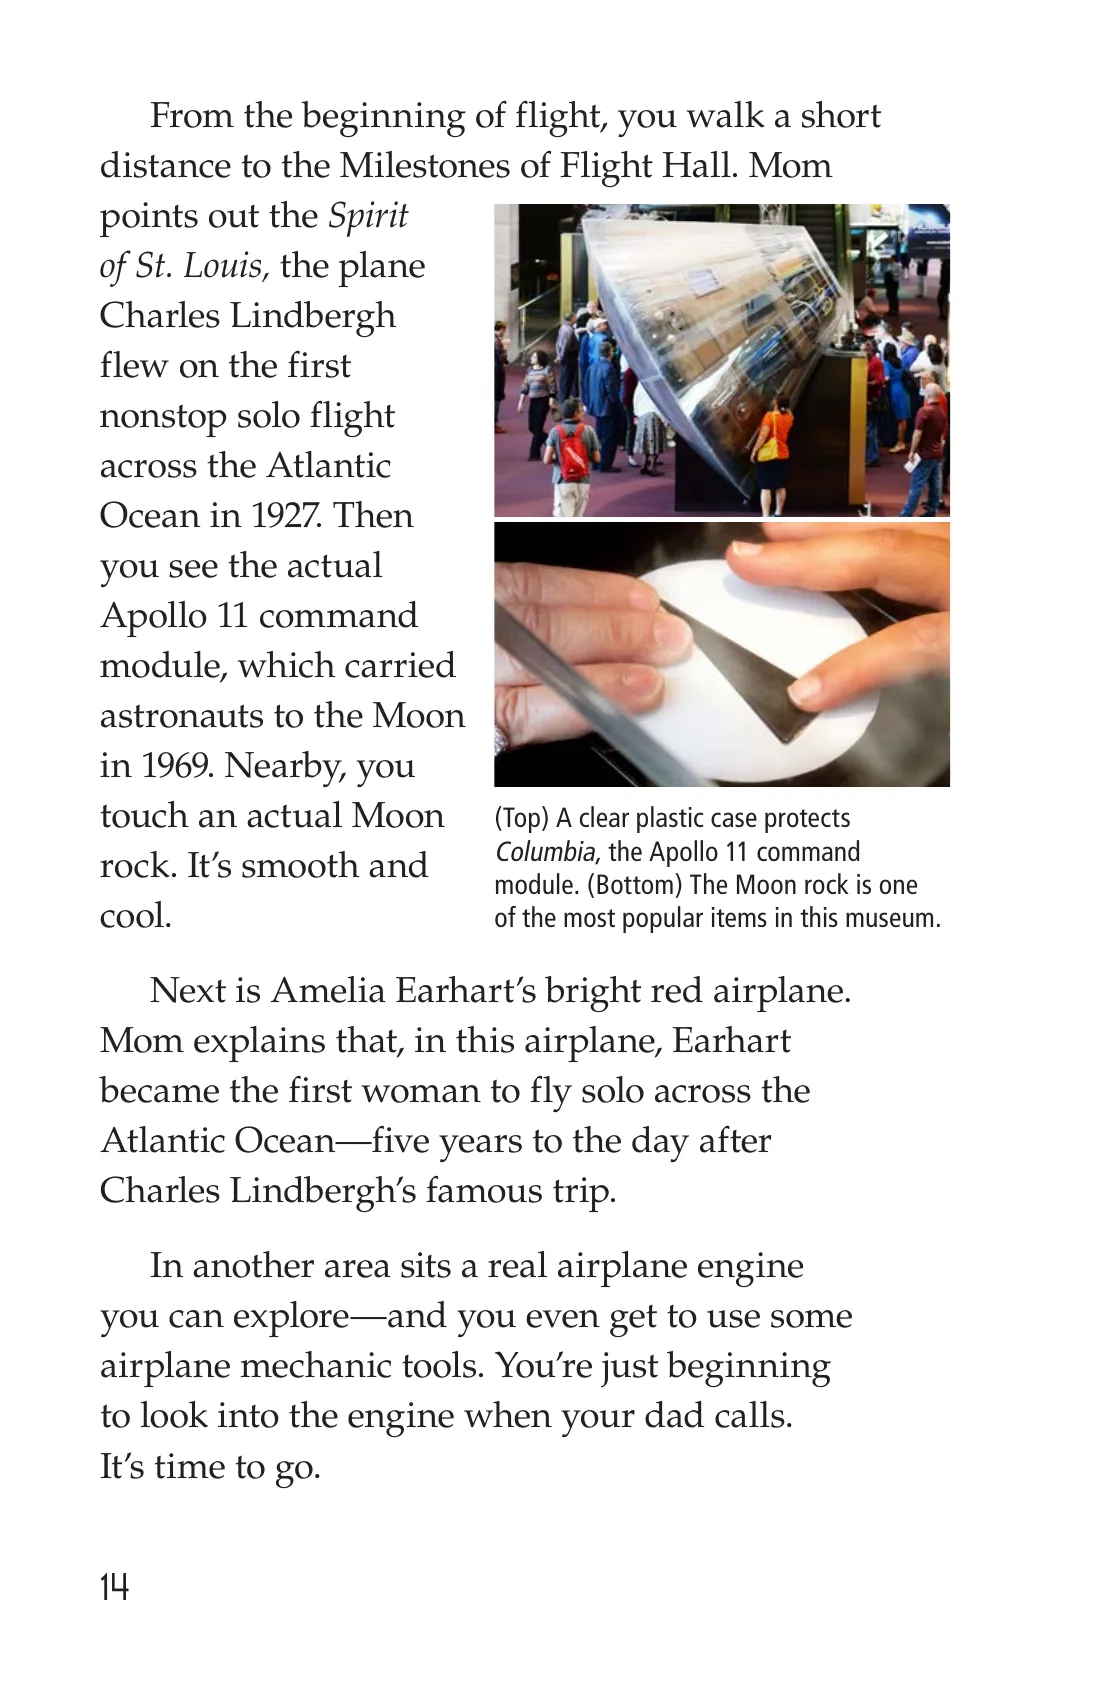 From the beginning of flight, you walk a short
distance to the Milestones of Flight Hall. Mom
points out the Spirit
of St. Louis, the plane
Charles Lindbergh
flew on the first
nonstop solo flight
across the Atlantic
Ocean in 1927. Then
you see the actual
Apollo 11 command
module, which carried
astronauts to the Moon
in 1969. Nearby, you
touch an actual Moon
rock. It’s smooth and
cool.
(Top) A clear plastic case protects
Columbia, the Apollo 11 command
module. (Bottom) The Moon rock is one
of the most popular items in this museum.
Next is Amelia Earhart’s bright red airplane.
Mom explains that, in this airplane, Earhart
became the first woman to fly solo across the
Atlantic Ocean—five years to the day after
Charles Lindbergh’s famous trip.
In another area sits a real airplane engine
you can explore—and you even get to use some
airplane mechanic tools. You’re just beginning
to look into the engine when your dad calls.
It’s time to go.
14